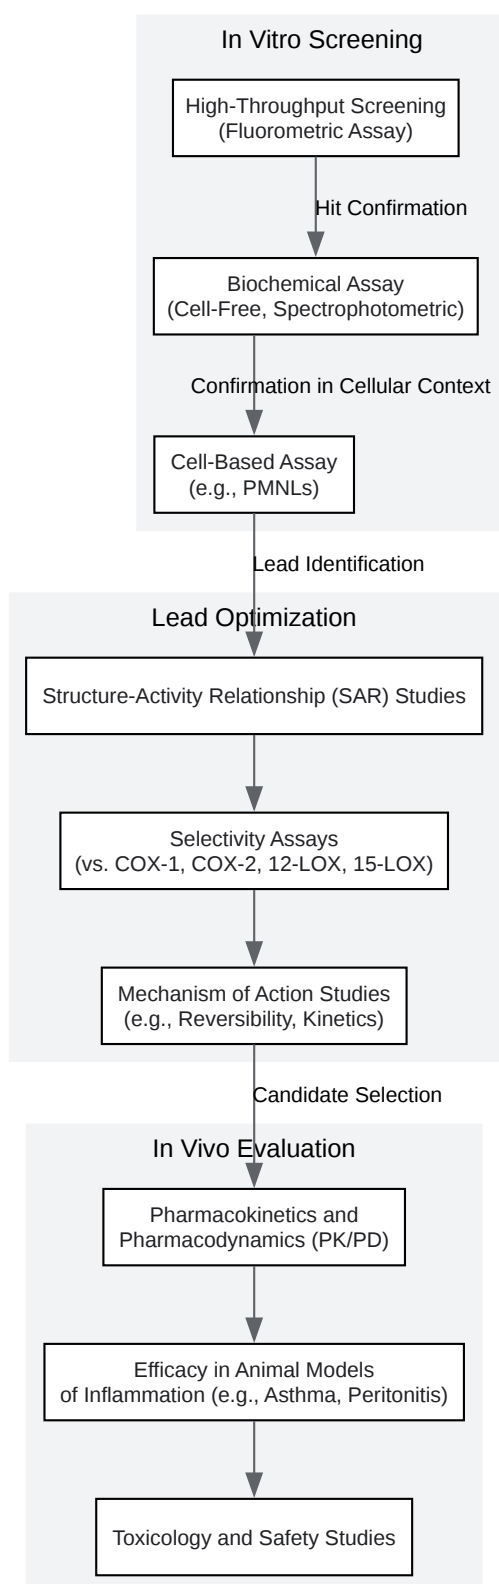 In Vitro Screening
High-Throughput Screening
(Fluorometric Assay)
Hit Confirmation
Biochemical Assay
(Cell-Free, Spectrophotometric)
Confirmation in Cellular Context
Cell-Based Assay
(e.g., PMNLs)
Lead Identification
Lead Optimization
Structure-Activity Relationship (SAR) Studies
Selectivity Assays
(vs. COX-1, COX-2, 12-LOX, 15-LOX)
Mechanism of Action Studies
(e.g., Reversibility, Kinetics)
Candidate Selection
In Vivo Evaluation
Pharmacokinetics and
Pharmacodynamics (PK/PD)
Efficacy in Animal Models
of Inflammation (e.g., Asthma, Peritonitis)
Toxicology and Safety Studies